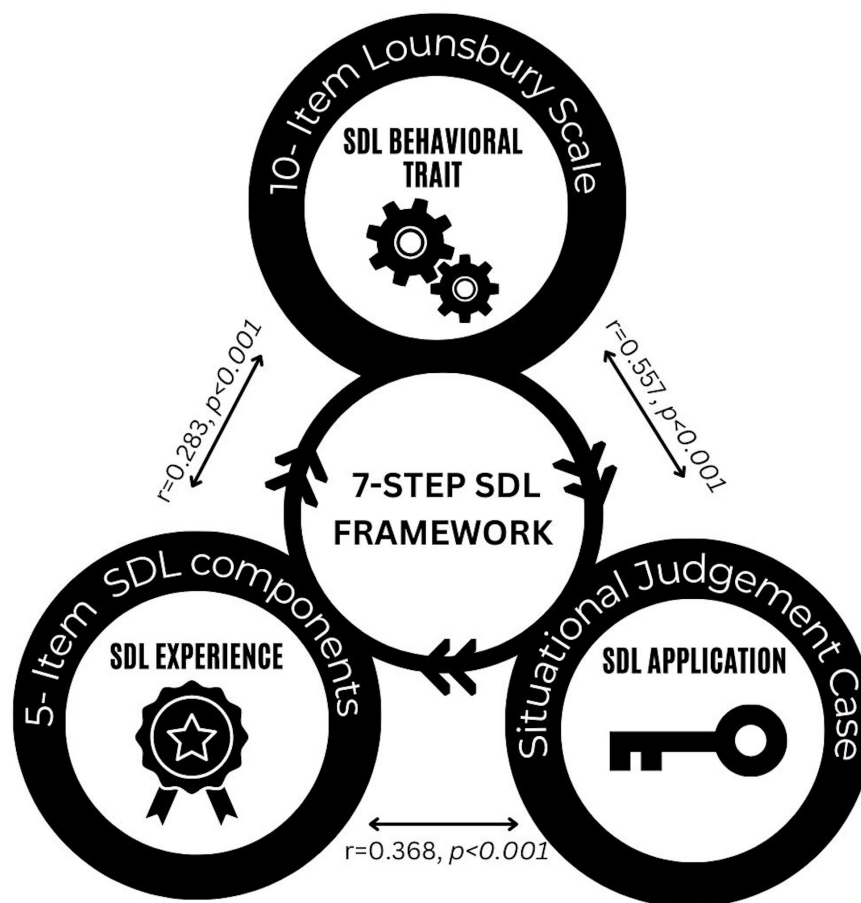 10- Item Lounsbury Scale
SDL BEHAVIORAL
TRAIT
r=0.283, p<0.001
r=0.557, p<0.001
7-STEP SDL
FRAMEWORK
5- Item SDL components
SDL EXPERIENCE
Situational Judgement Case
SDL APPLICATION
r=0.368, p<0.001